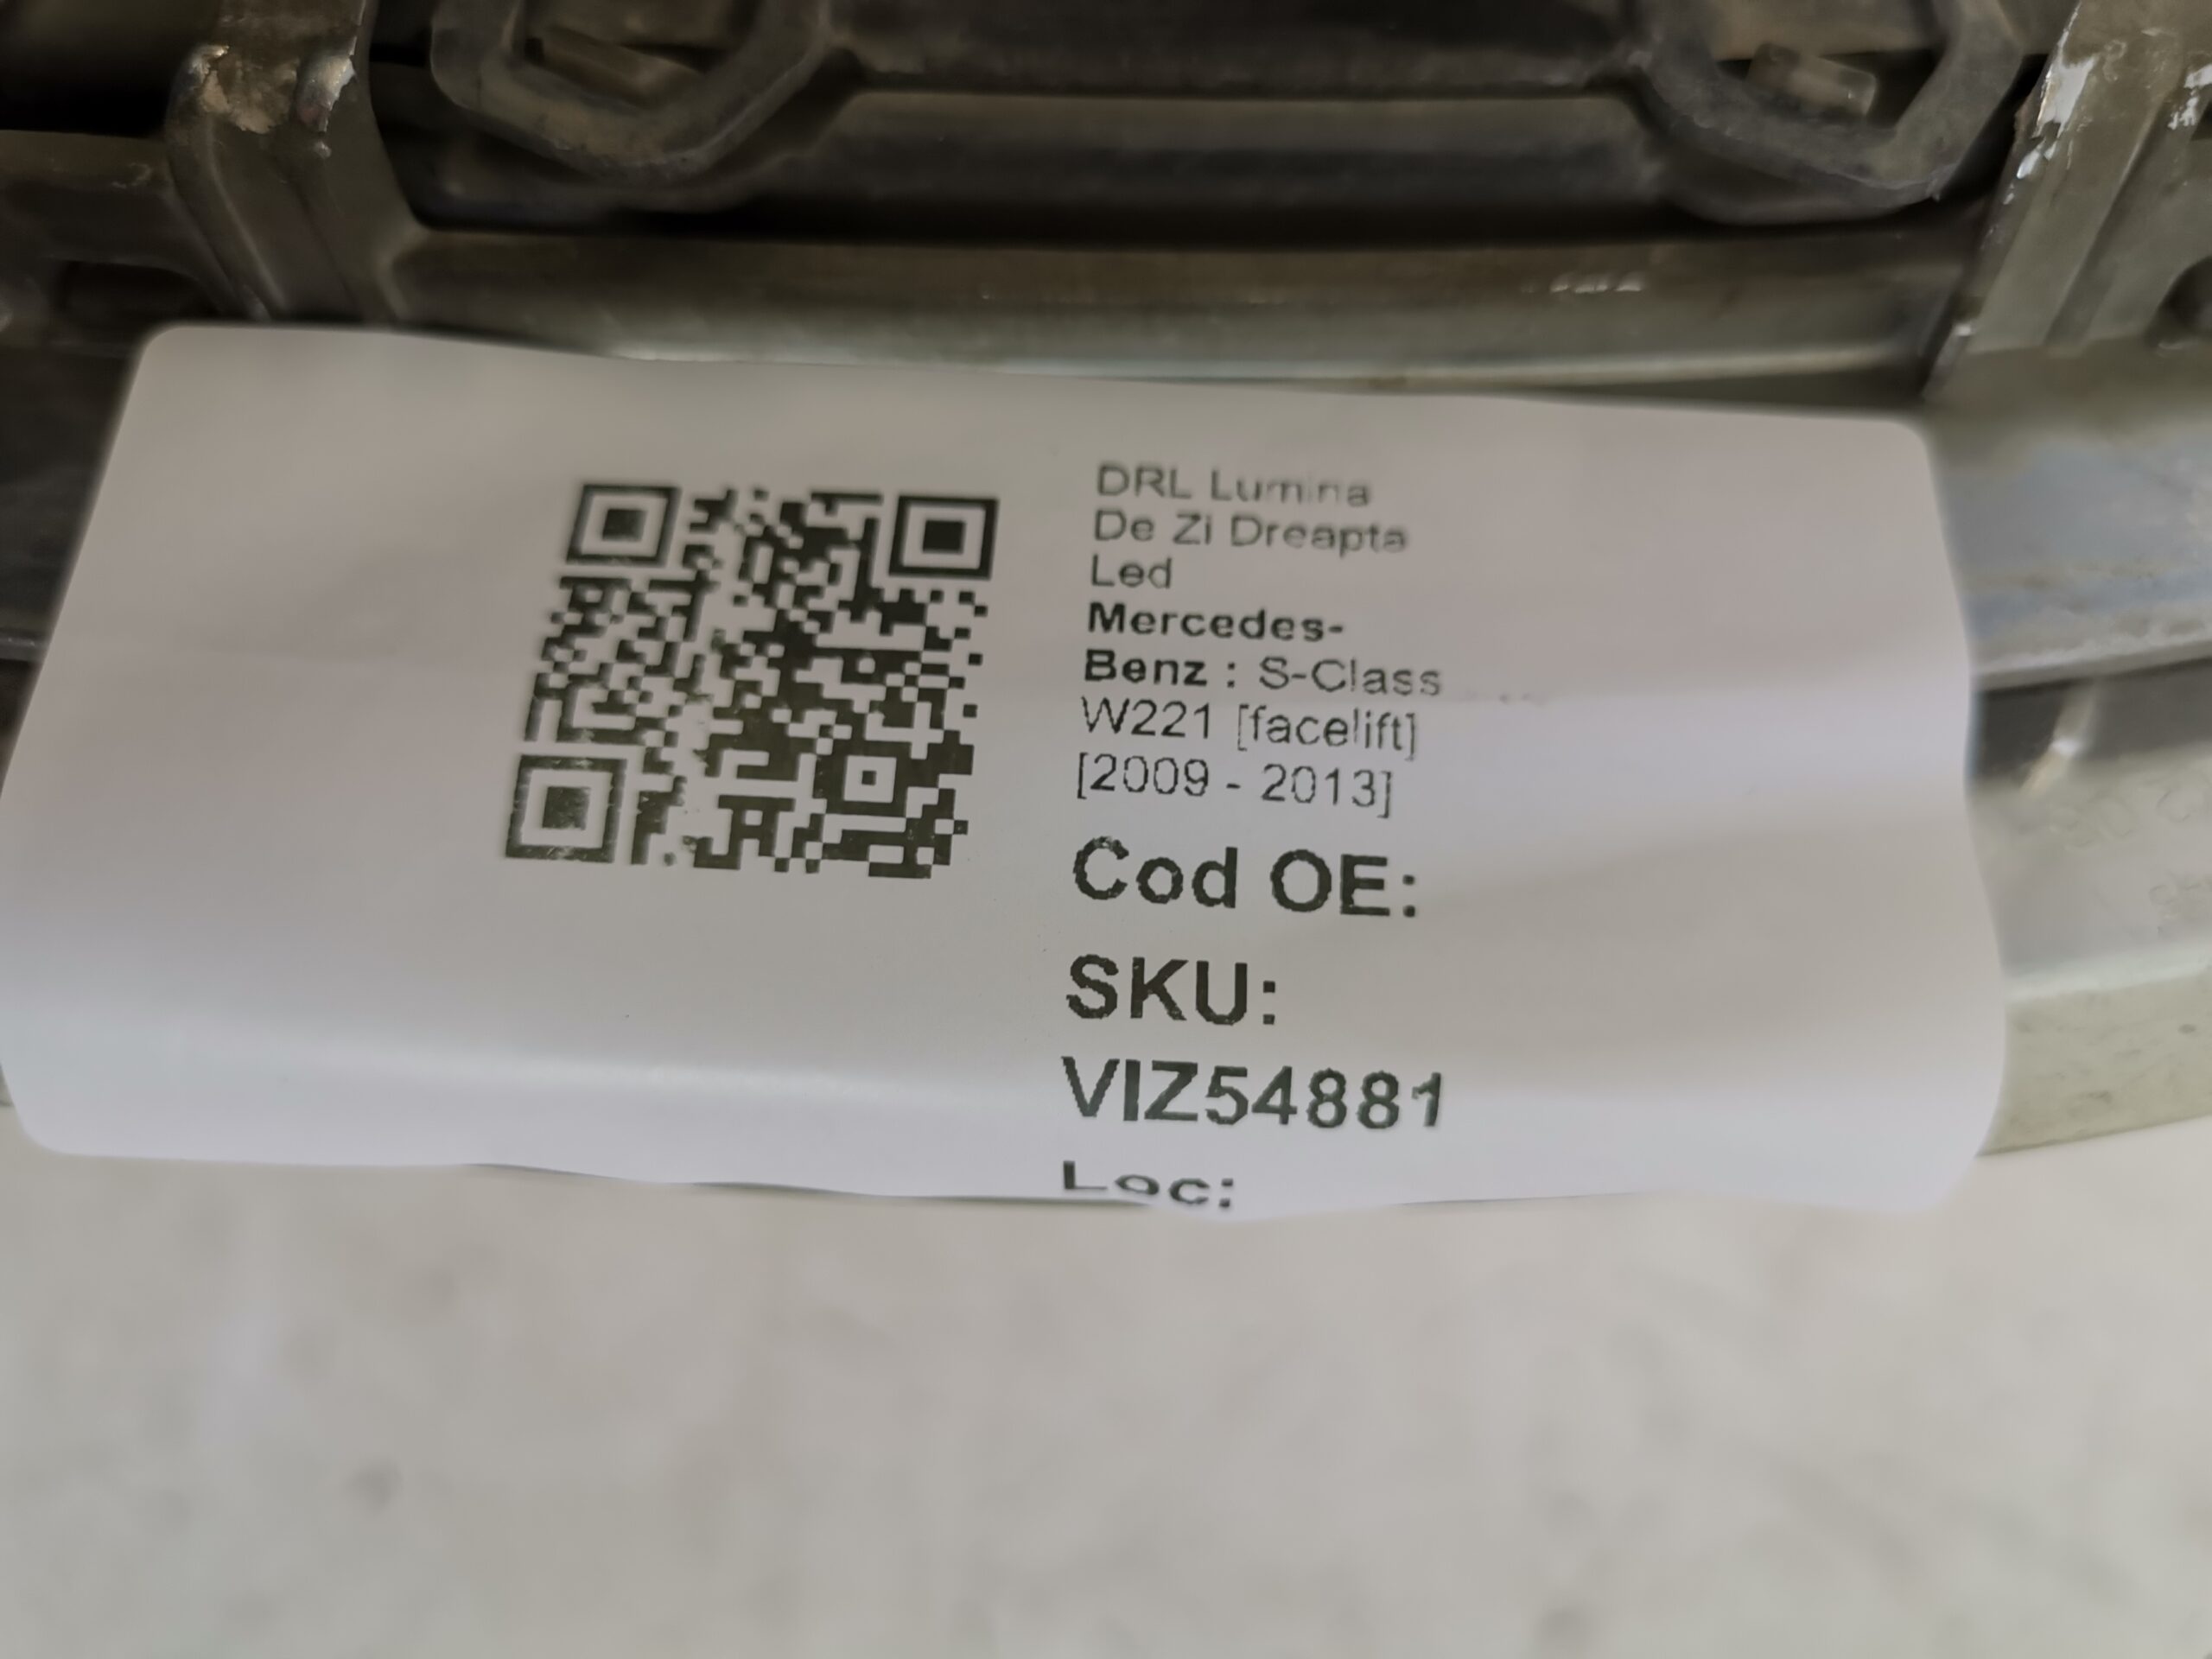 DRL Lumina
De Zi Dreapta
Led
Mercedes-
Benz : S-Class
W221 [facelift]
[2009 - 2013]
Cod OE:
SKU:
VIZ54881
Loc: